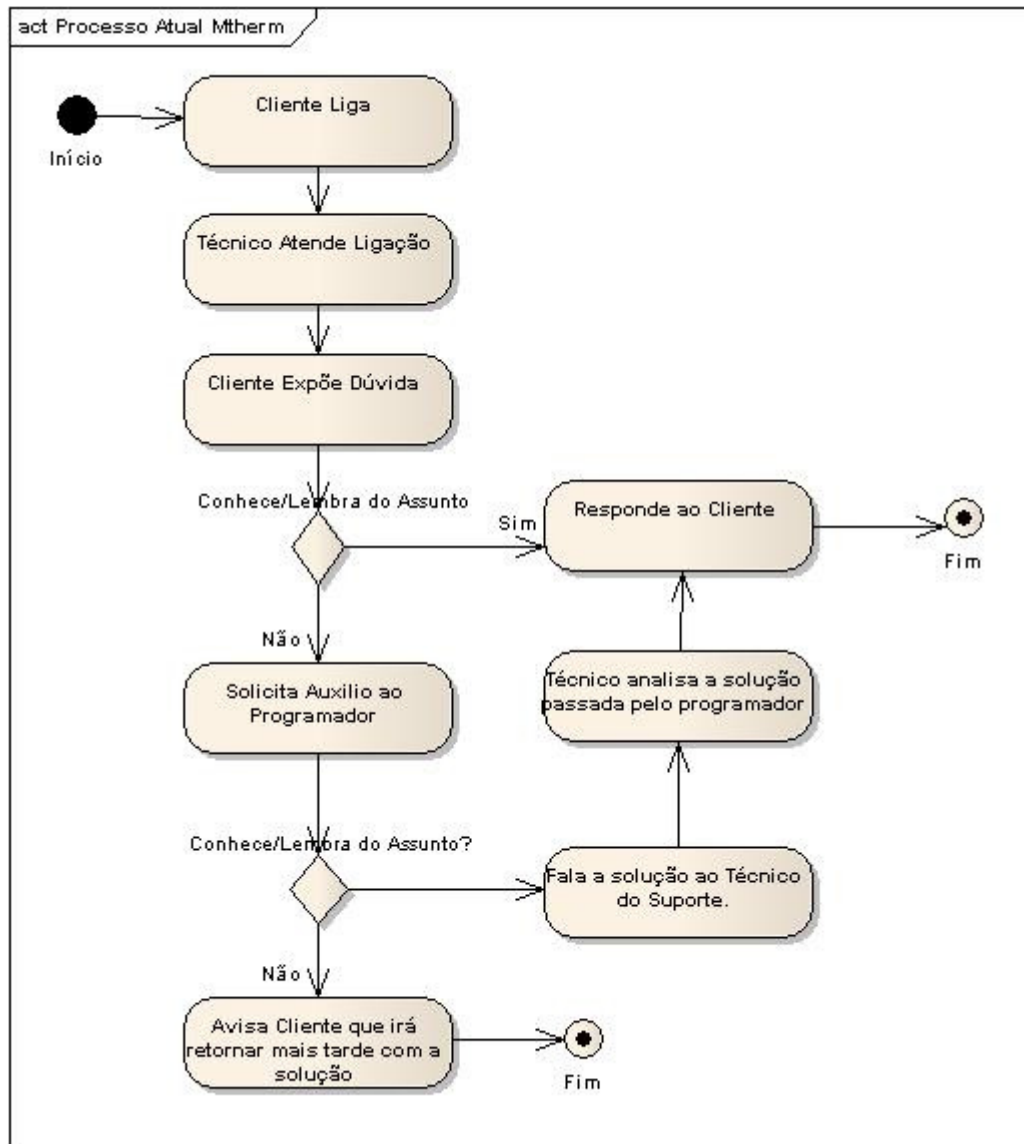 act Processo Atual Mtherm
Cliente Liga
Início
Técnico Atende Ligação
Cliente Expõe Dúvida
Conhece/Lembra do Assunto
Sim
Responde ao Cliente
Fim
Não
Solicita Auxilio ao
Programador
Técnico analisa a solução
passada pelo programador
Conhece/Lembra do Assunto?
Fala a solução ao Técnico
do Suporte.
Não
Avisa Cliente que irá
retornar mais tarde com a
solução
Fim